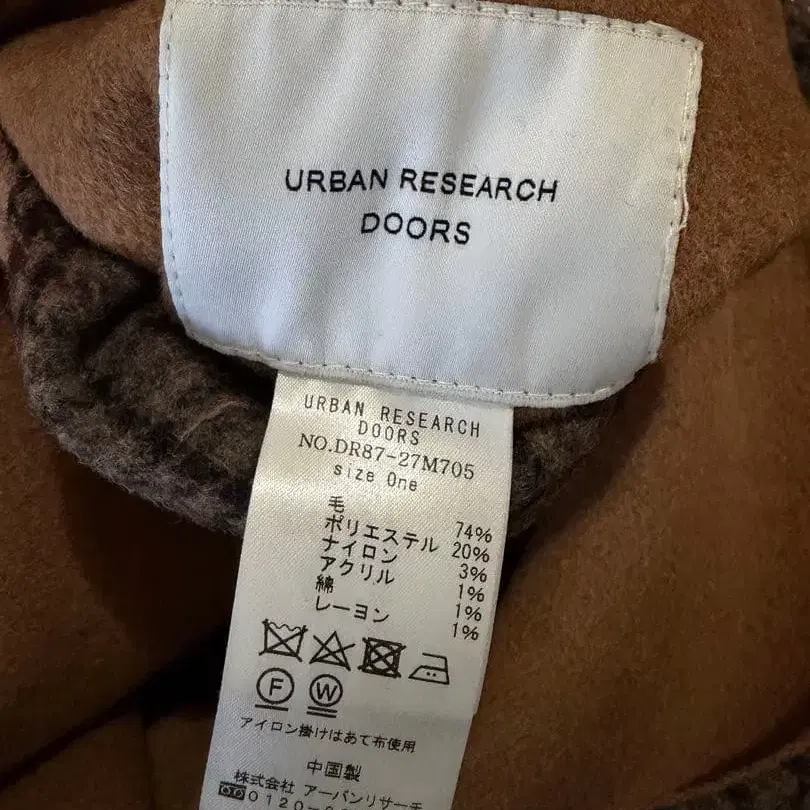 URBAN RESEARCH
DOORS
URBAN RESEARCH
DOORS
NO.DR87-27M705
size One
毛 74%
ポリエステル 20%
ナイロン 3%
アクリル 1%
綿 1%
レーヨン 1%
F W
アイロン掛けはあて布使用
中国製
株式会社 アーバンリサーチ
0120-